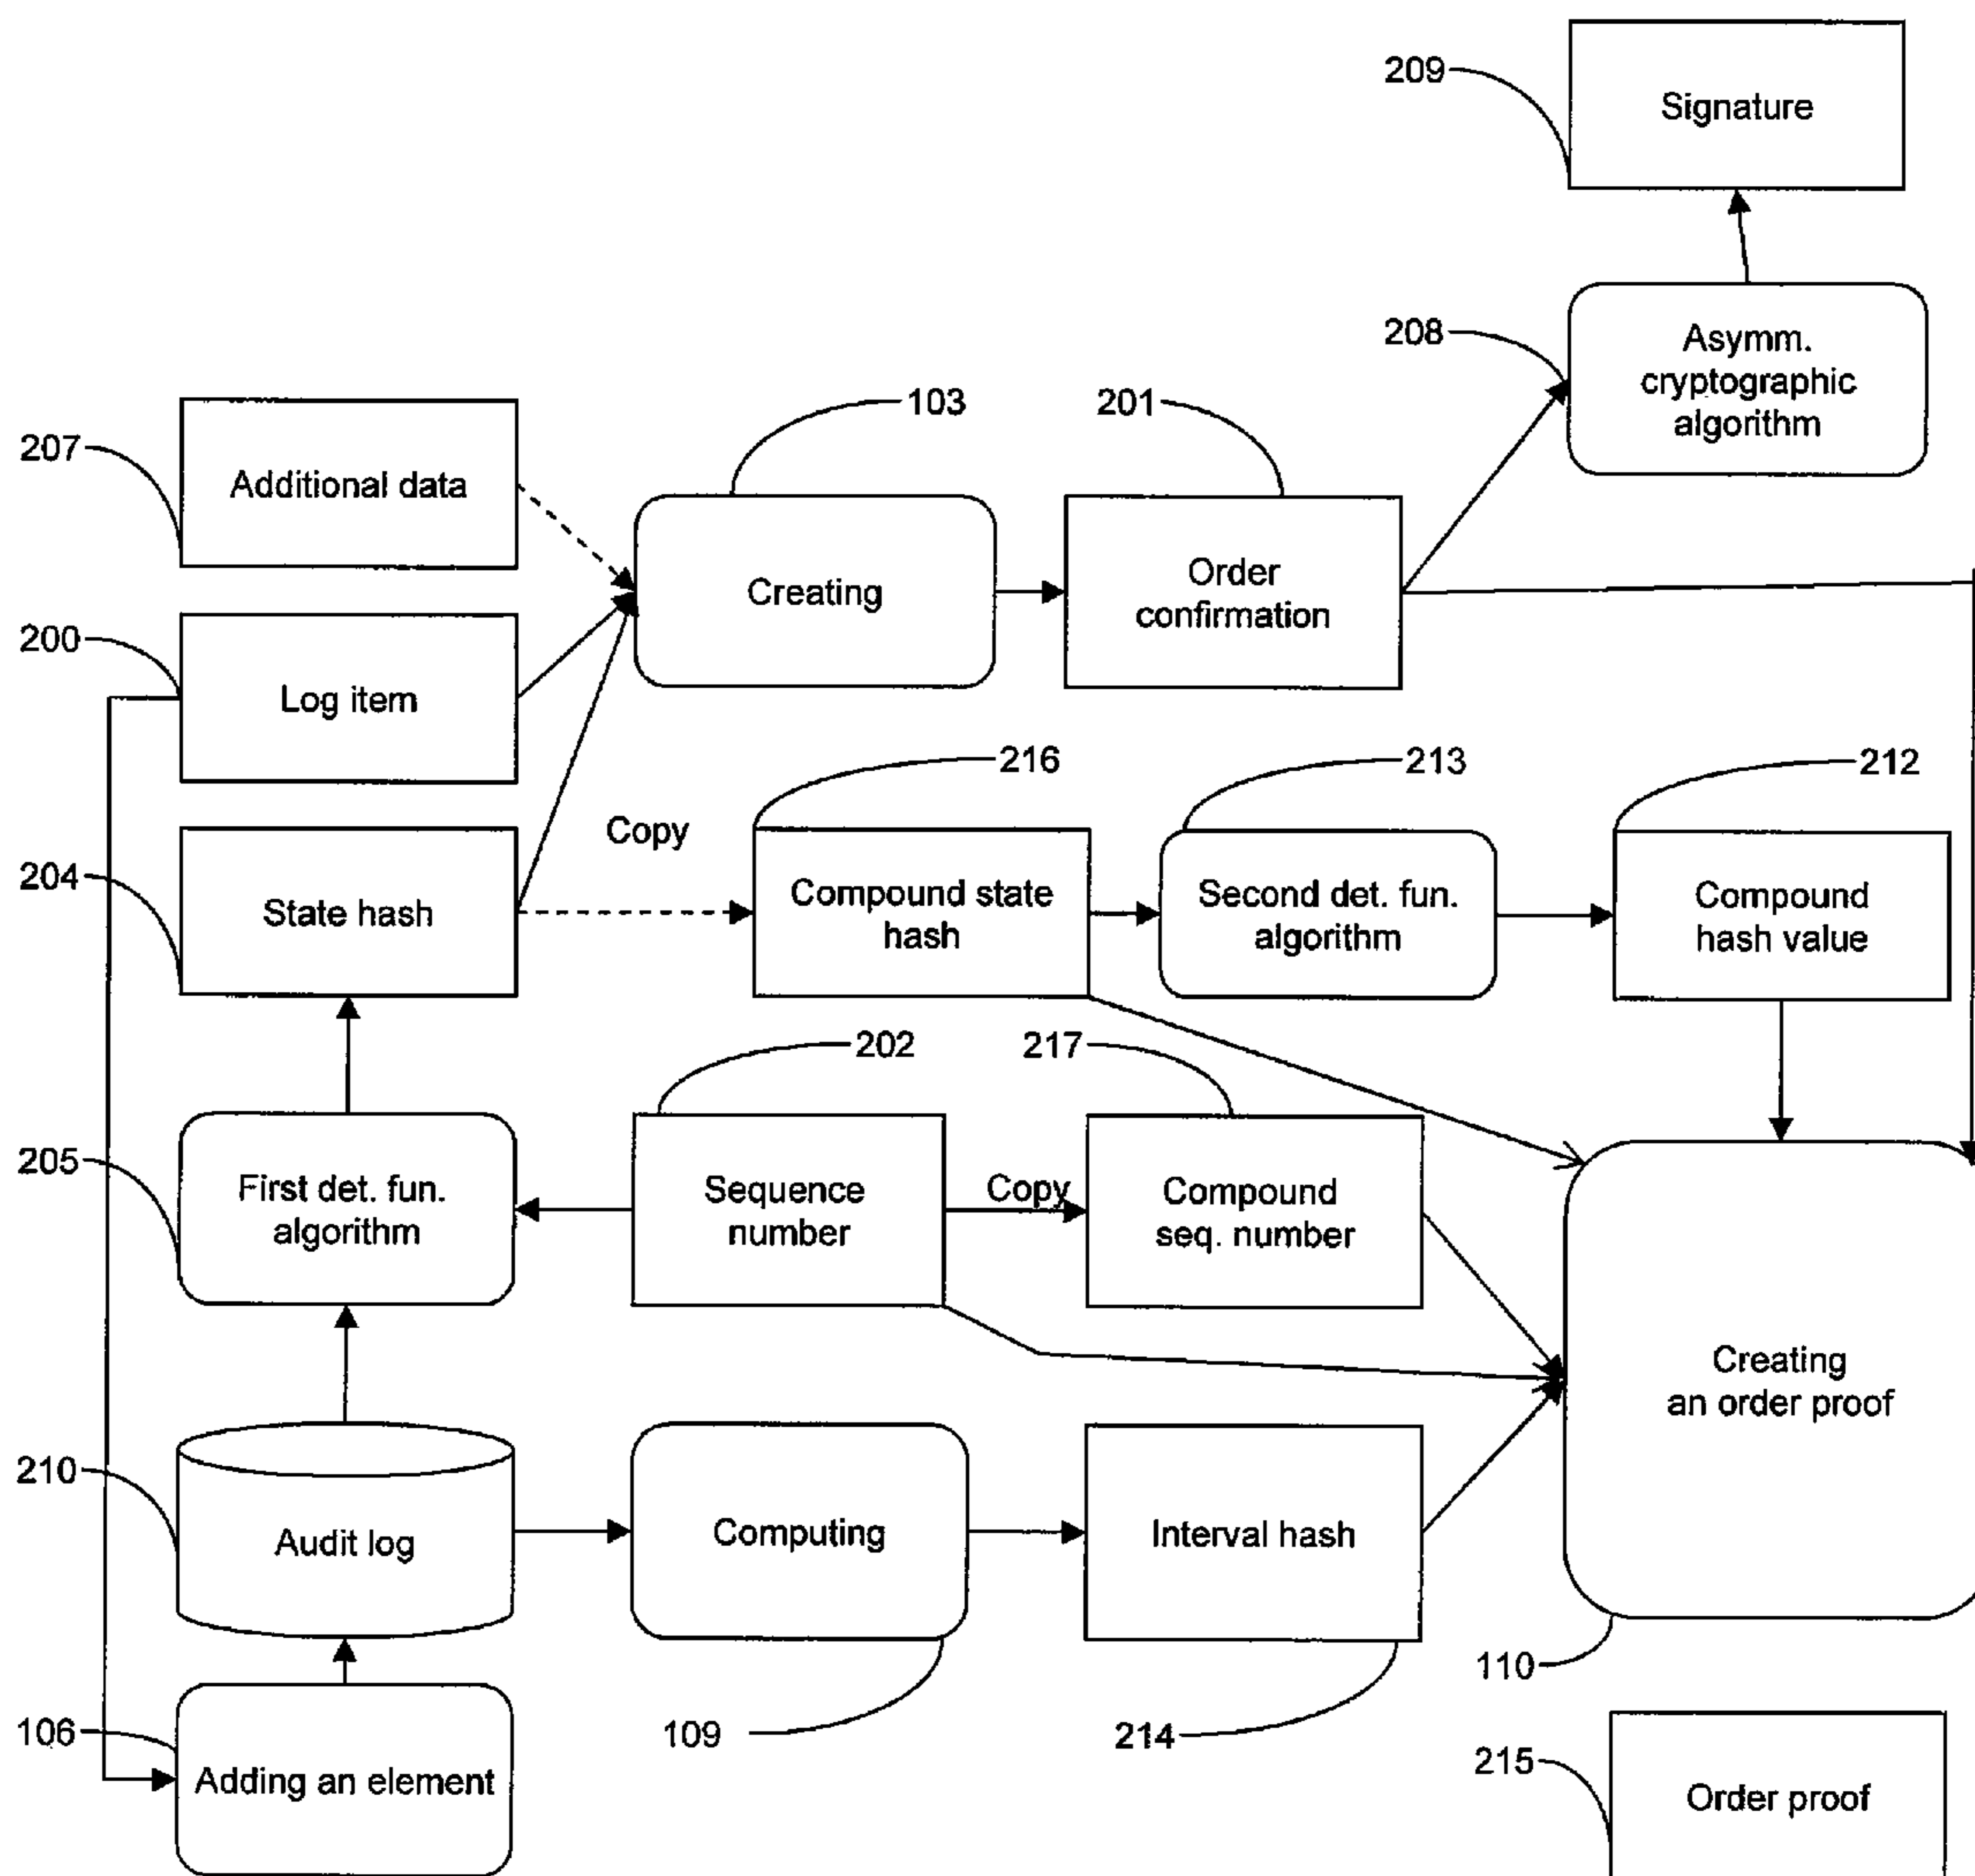 209
Signature
208
Asymm.
cryptographic
algorithm
103
201
207
Additional data
Creating
Order
confirmation
200
Log item
216
213
212
Copy
204
State hash
Compound state
hash
Second det. fun.
algorithm
Compound
hash value
202
217
205
First det. fun.
algorithm
Sequence
number
Copy
Compound
seq. number
Creating
an order proof
210
Audit log
Computing
Interval hash
110
106
Adding an element
109
214
215
Order proof